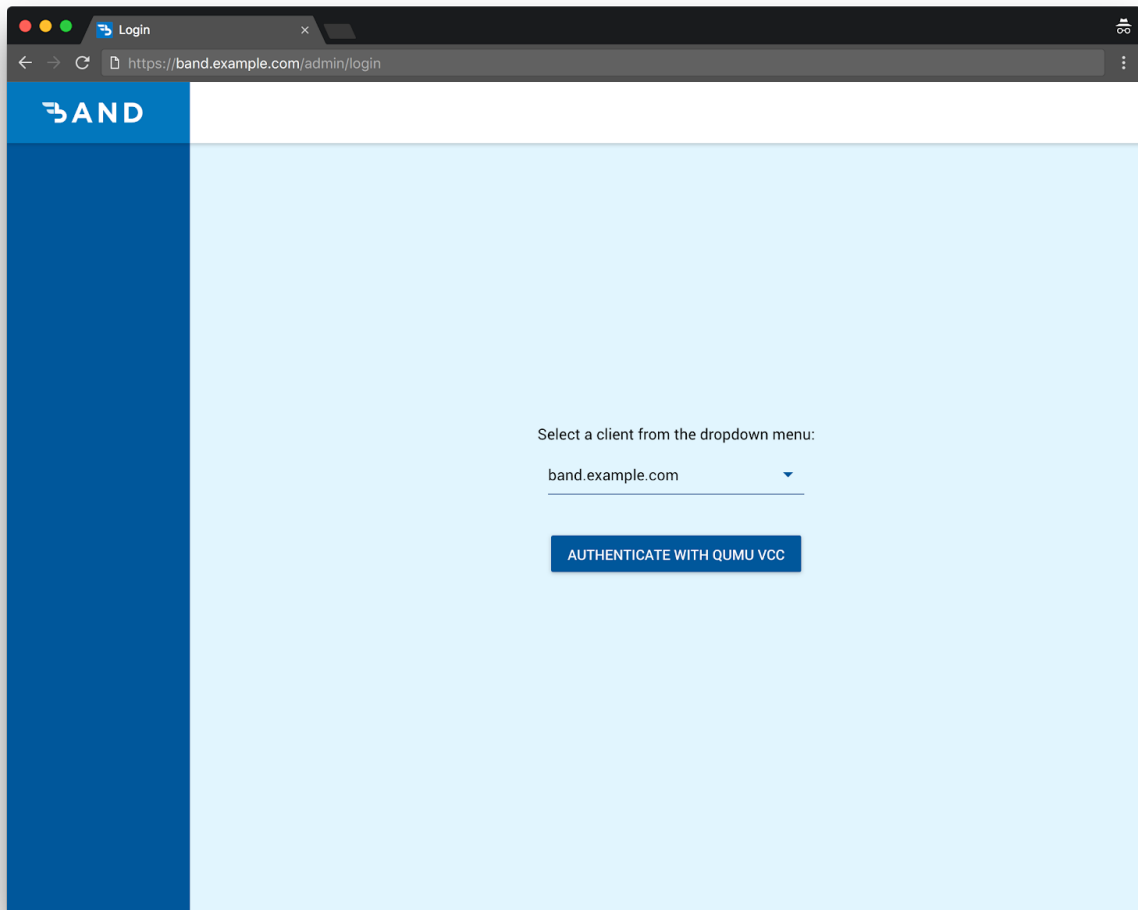 Login
https://band.example.com/admin/login
BAND
Select a client from the dropdown menu:
band.example.com
AUTHENTICATE WITH QUMU VCC